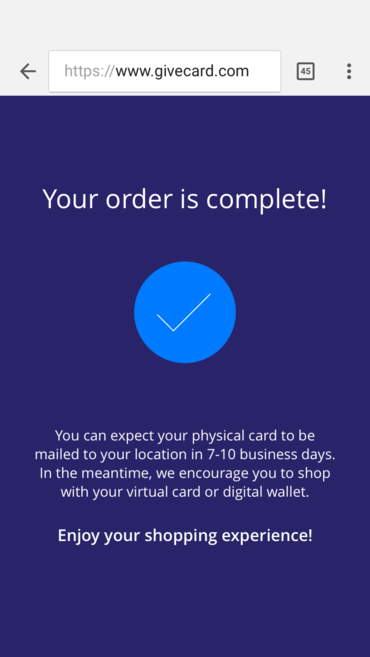 https://www.givecard.com
45
Your order is complete!
You can expect your physical card to be
mailed to your location in 7-10 business days.
In the meantime, we encourage you to shop
with your virtual card or digital wallet.
Enjoy your shopping experience!